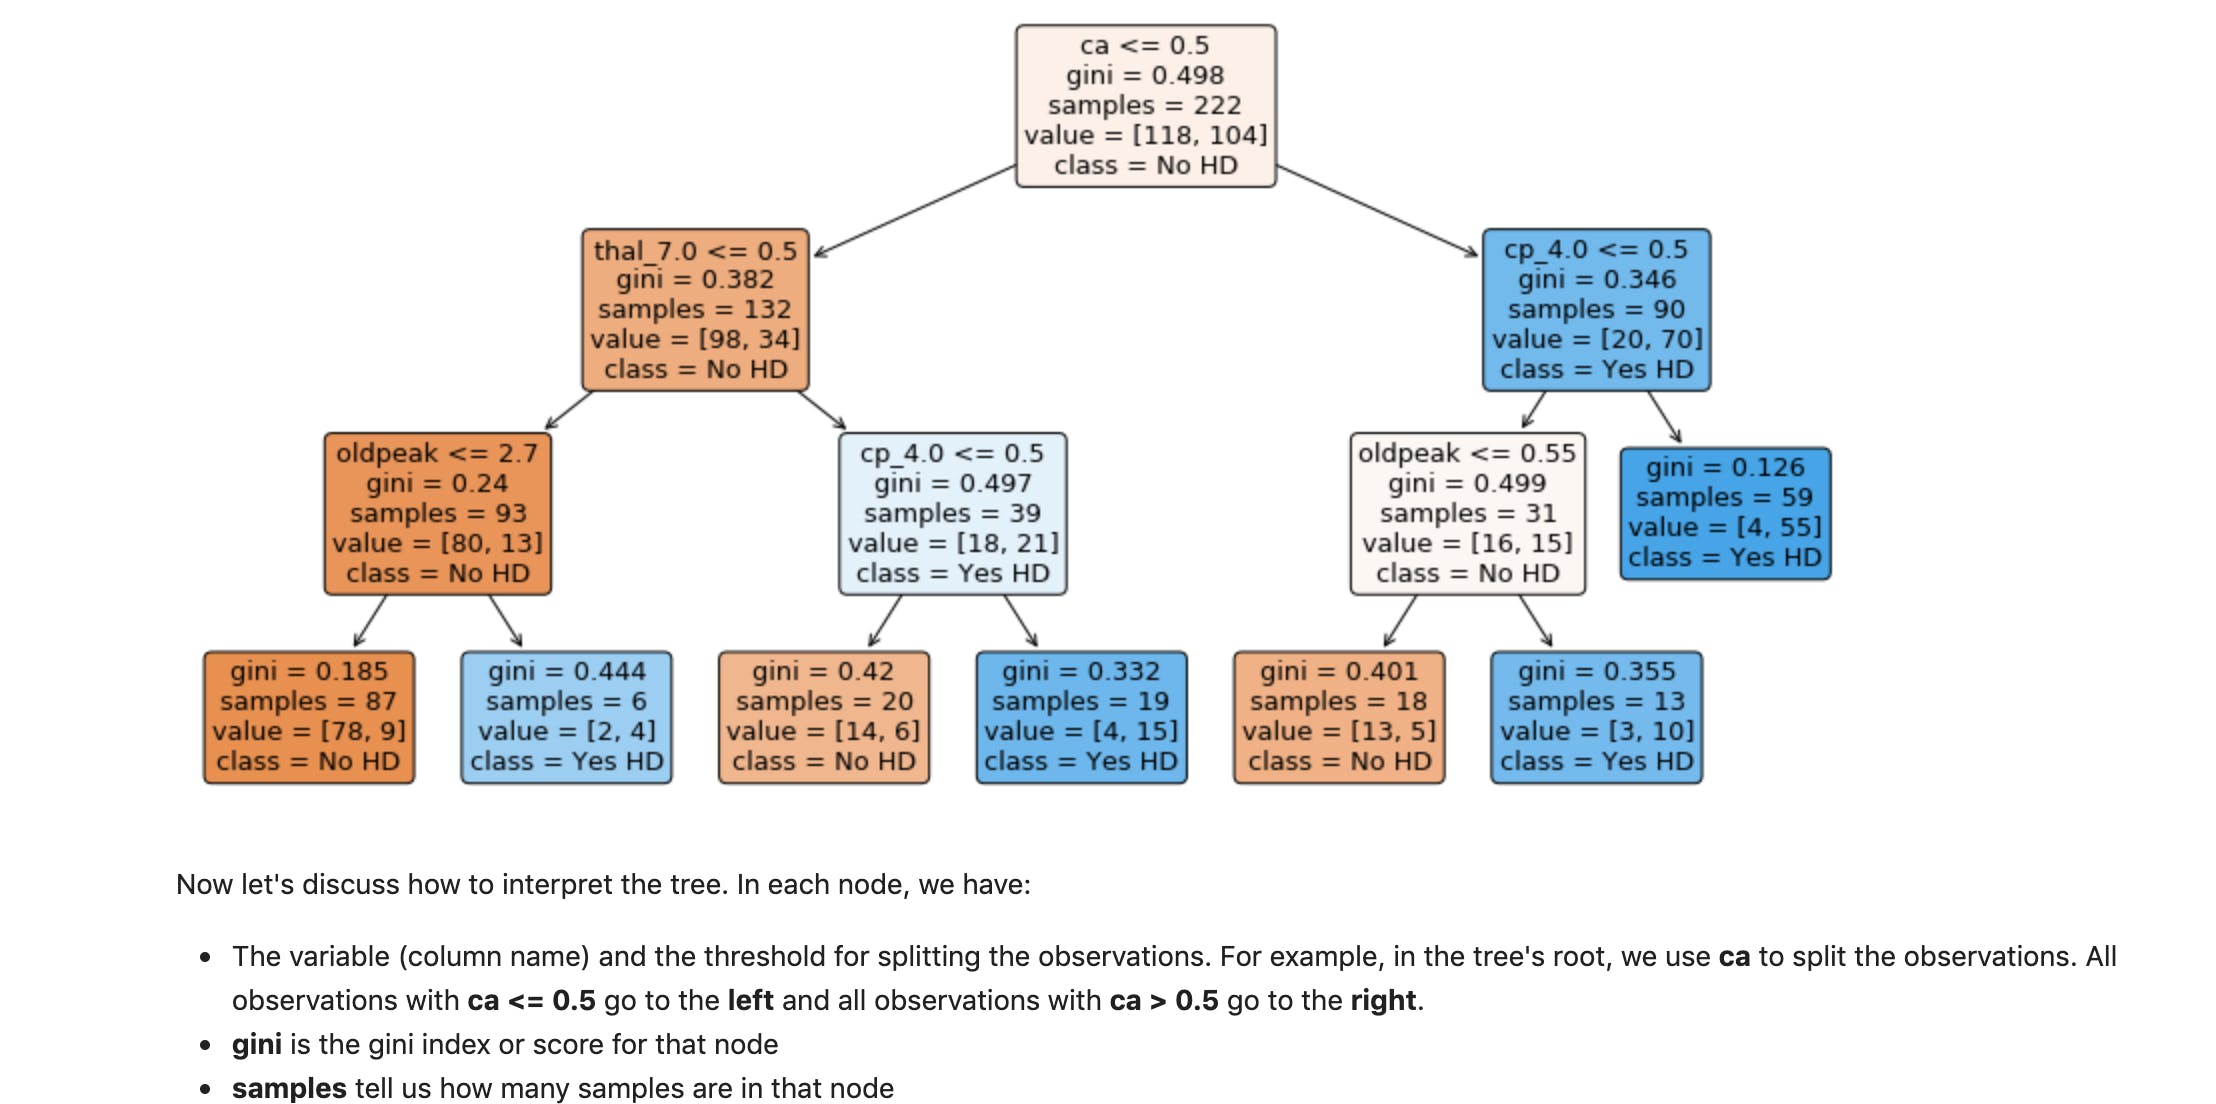 ca <= 0.5
gini = 0.498
samples = 222
value = [118, 104]
class = No HD
thal_7.0 <= 0.5
gini = 0.382
samples = 132
value = [98, 34]
class = No HD
cp_4.0 <= 0.5
gini = 0.346
samples = 90
value = [20, 70]
class = Yes HD
oldpeak <= 2.7
gini = 0.24
samples = 93
value = [80, 13]
class = No HD
cp_4.0 <= 0.5
gini = 0.497
samples = 39
value = [18, 21]
class = Yes HD
oldpeak <= 0.55
gini = 0.499
samples = 31
value = [16, 15]
class = No HD
gini = 0.126
samples = 59
value = [4, 55]
class = Yes HD
gini = 0.185
samples = 87
value = [78, 9]
class = No HD
gini = 0.444
samples = 6
value = [2, 4]
class = Yes HD
gini = 0.42
samples = 20
value = [14, 6]
class = No HD
gini = 0.332
samples = 19
value = [4, 15]
class = Yes HD
gini = 0.401
samples = 18
value = [13, 5]
class = No HD
gini = 0.355
samples = 13
value = [3, 10]
class = Yes HD
Now let's discuss how to interpret the tree. In each node, we have:
• The variable (column name) and the threshold for splitting the observations. For example, in the tree's root, we use ca to split the observations. All
observations with ca <= 0.5 go to the left and all observations with ca > 0.5 go to the right.
• gini is the gini index or score for that node
• samples tell us how many samples are in that node